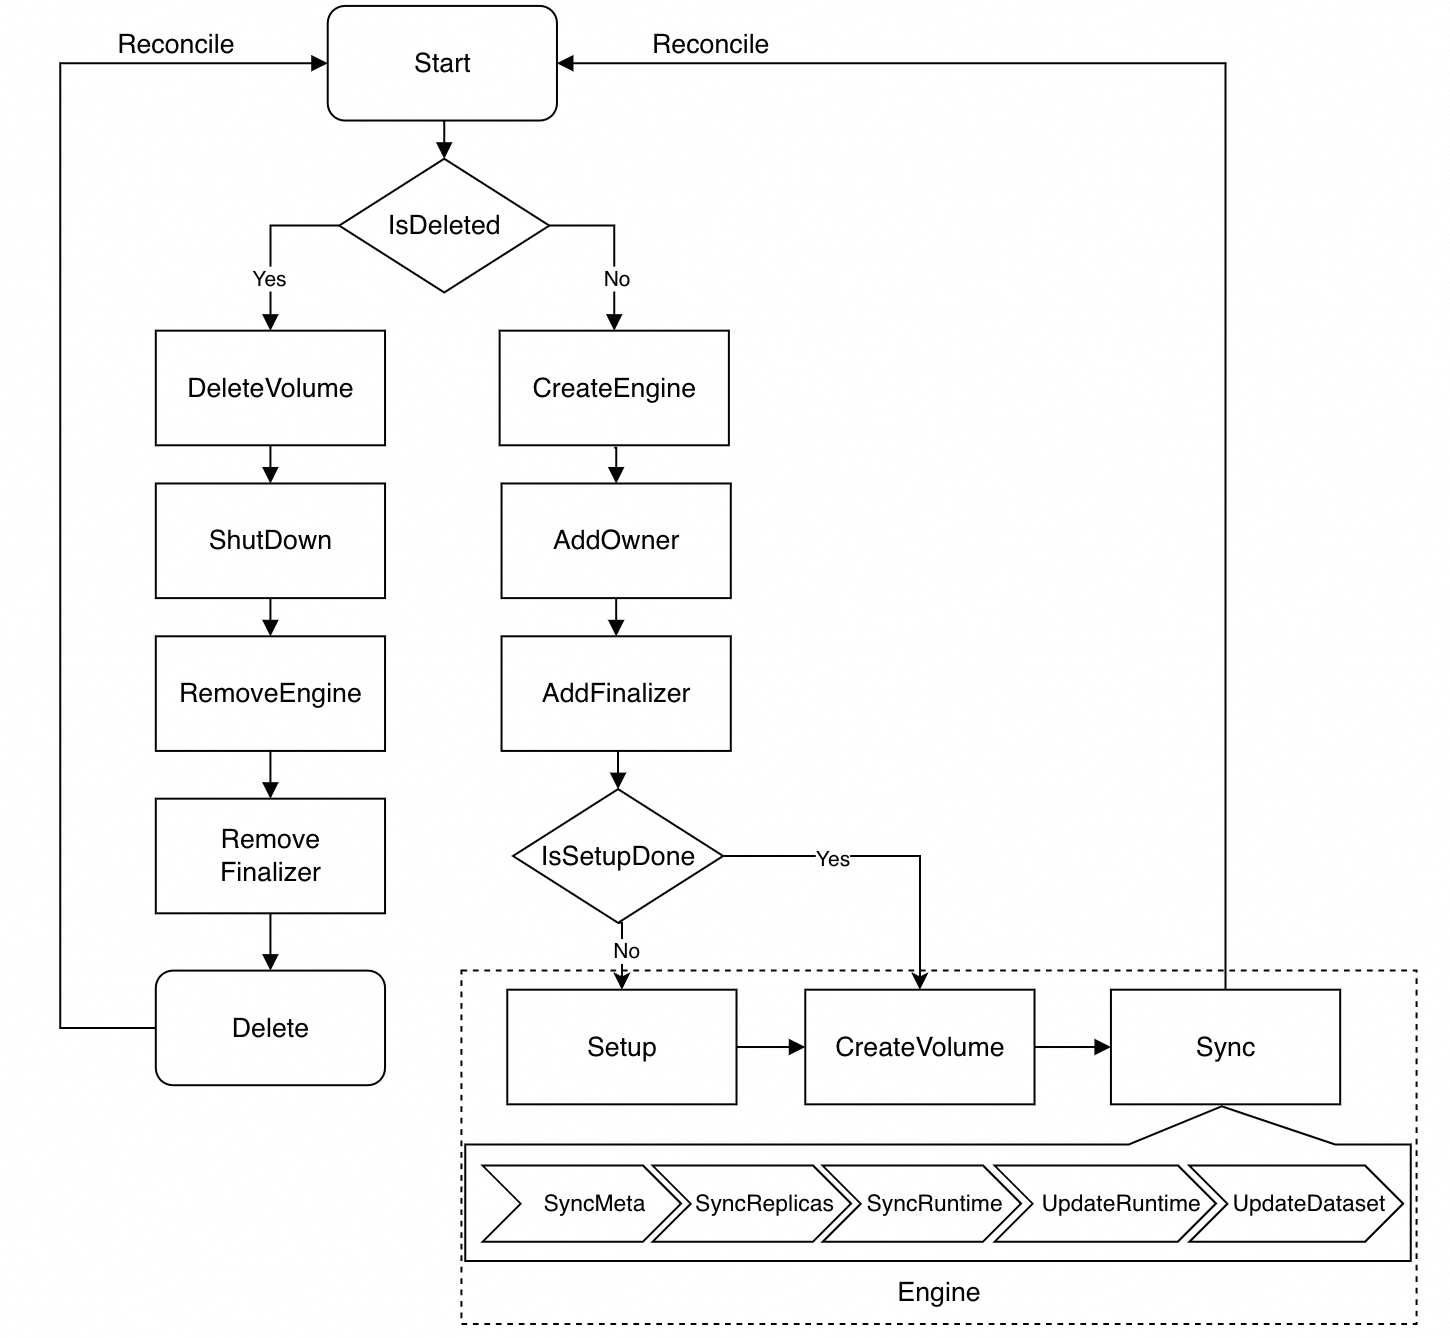 Reconcile
Start
Reconcile
IsDeleted
Yes
No
DeleteVolume
CreateEngine
ShutDown
AddOwner
RemoveEngine
AddFinalizer
Remove
Finalizer
IsSetupDone
Yes
No
Delete
Setup
CreateVolume
Sync
SyncMeta
SyncReplicas
SyncRuntime
UpdateRuntime
UpdateDataset
Engine